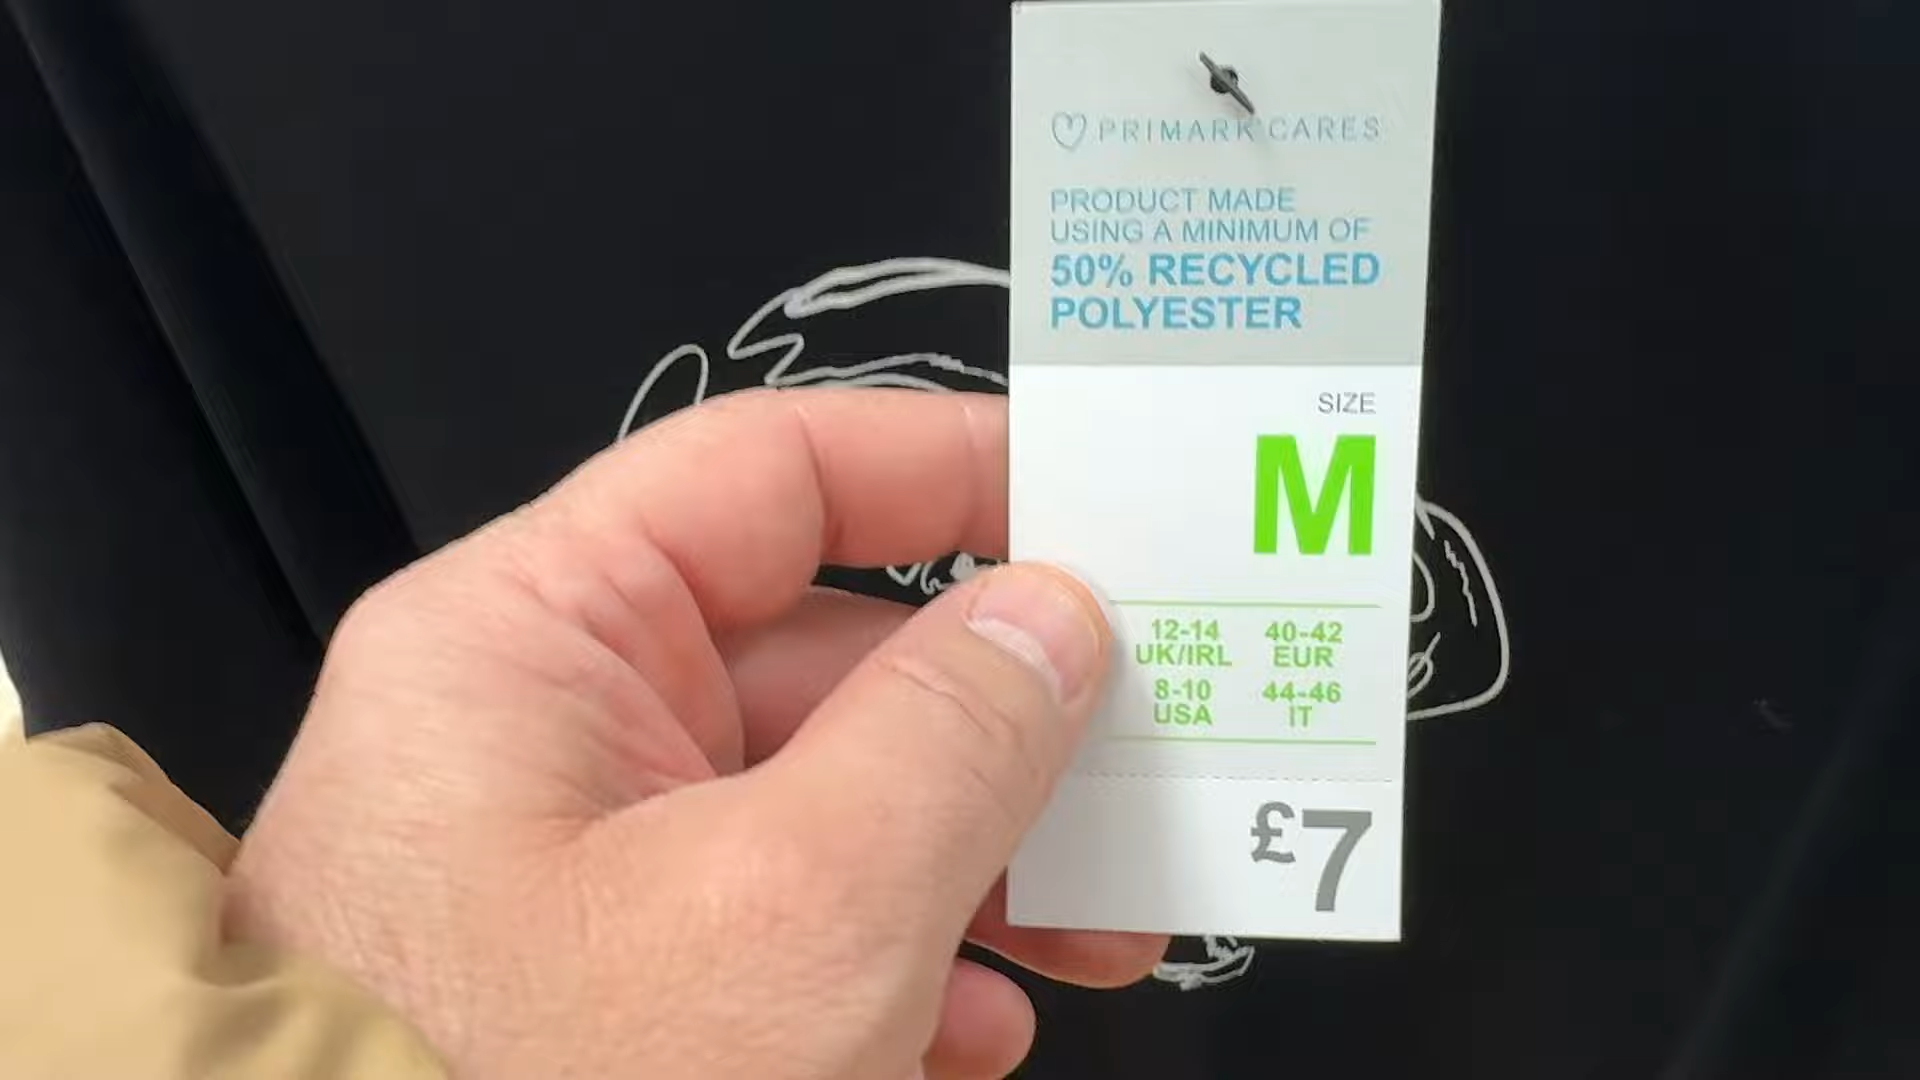 PRIMARK CARES
PRODUCT MADE
USING A MINIMUM OF
50% RECYCLED
POLYESTER
SIZE
M
12-14 40-42
UK/IRL EUR
8-10 44-46
USA IT
£7